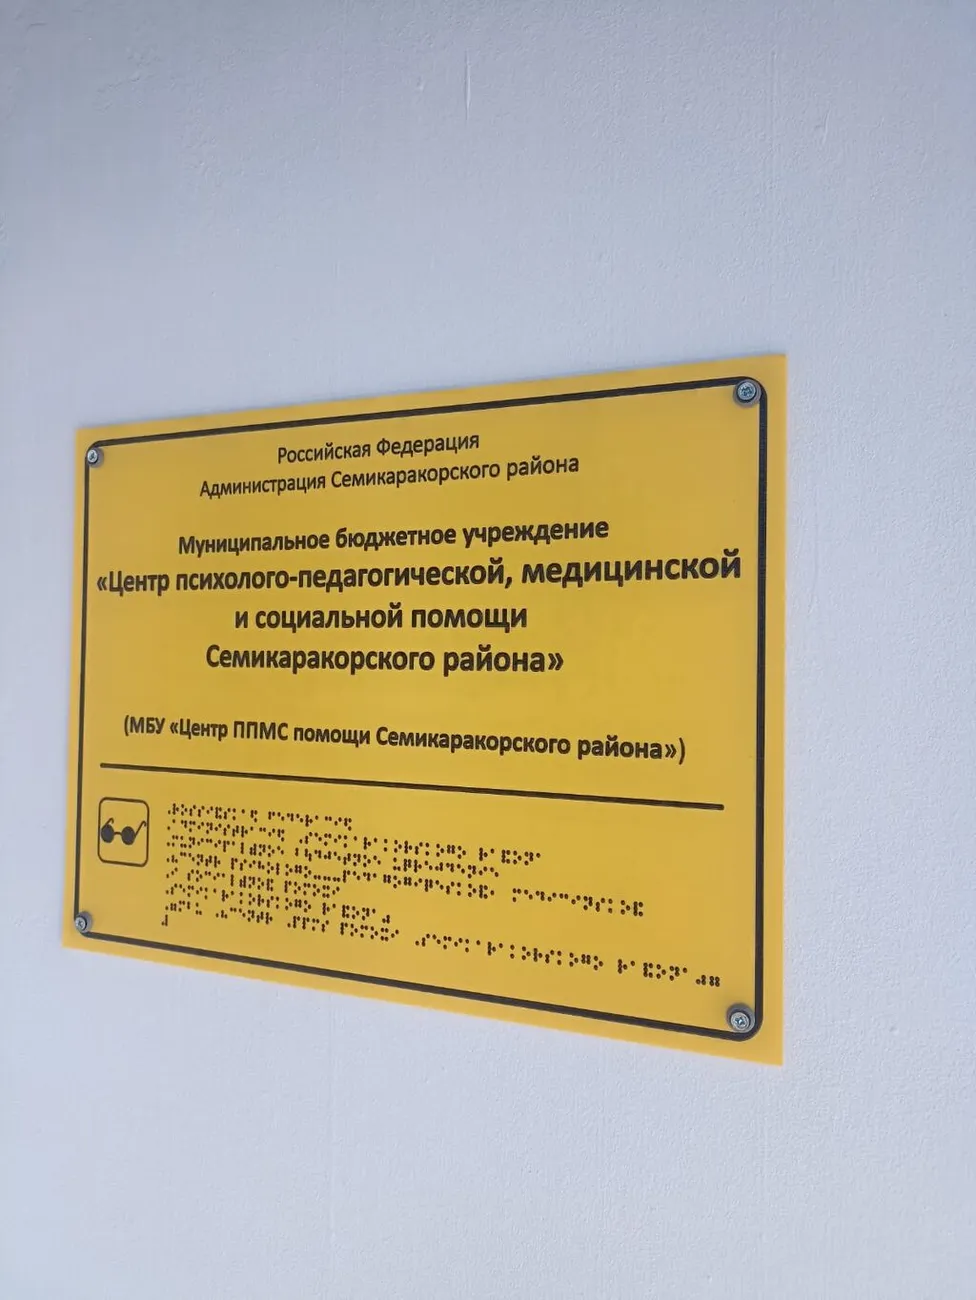 Российская Федерация
Администрация Семикаракорского района
Муниципальное бюджетное учреждение
«Центр психолого-педагогической, медицинской
и социальной помощи
Семикаракорского района»
(МБУ «Центр ППМС помощи Семикаракорского района»)